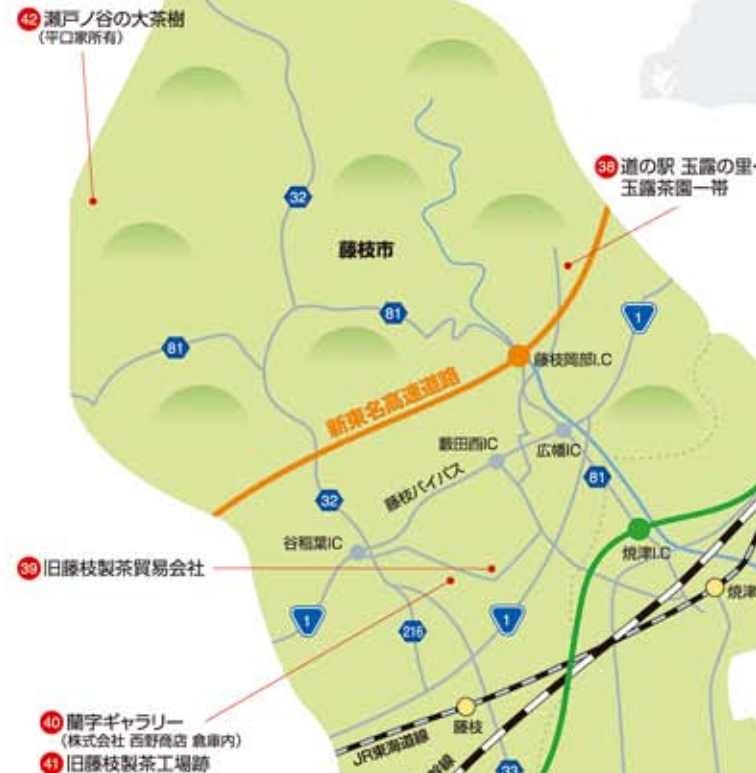 42 瀬戸ノ谷の大茶樹
（平口家所有）
38 道の駅 玉露の里・
玉露茶園一帯
32
藤枝市
81
1
81
藤枝岡部I.C
新東名高速道路
藪田西IC
広幡IC
藤枝バイパス
81
32
谷稲葉IC
焼津I.C
39 旧藤枝製茶貿易会社
焼津
1
216
1
40 蘭字ギャラリー
（株式会社 西野商店 倉庫内）
藤枝
JR東海道線
41 旧藤枝製茶工場跡
幹線
33